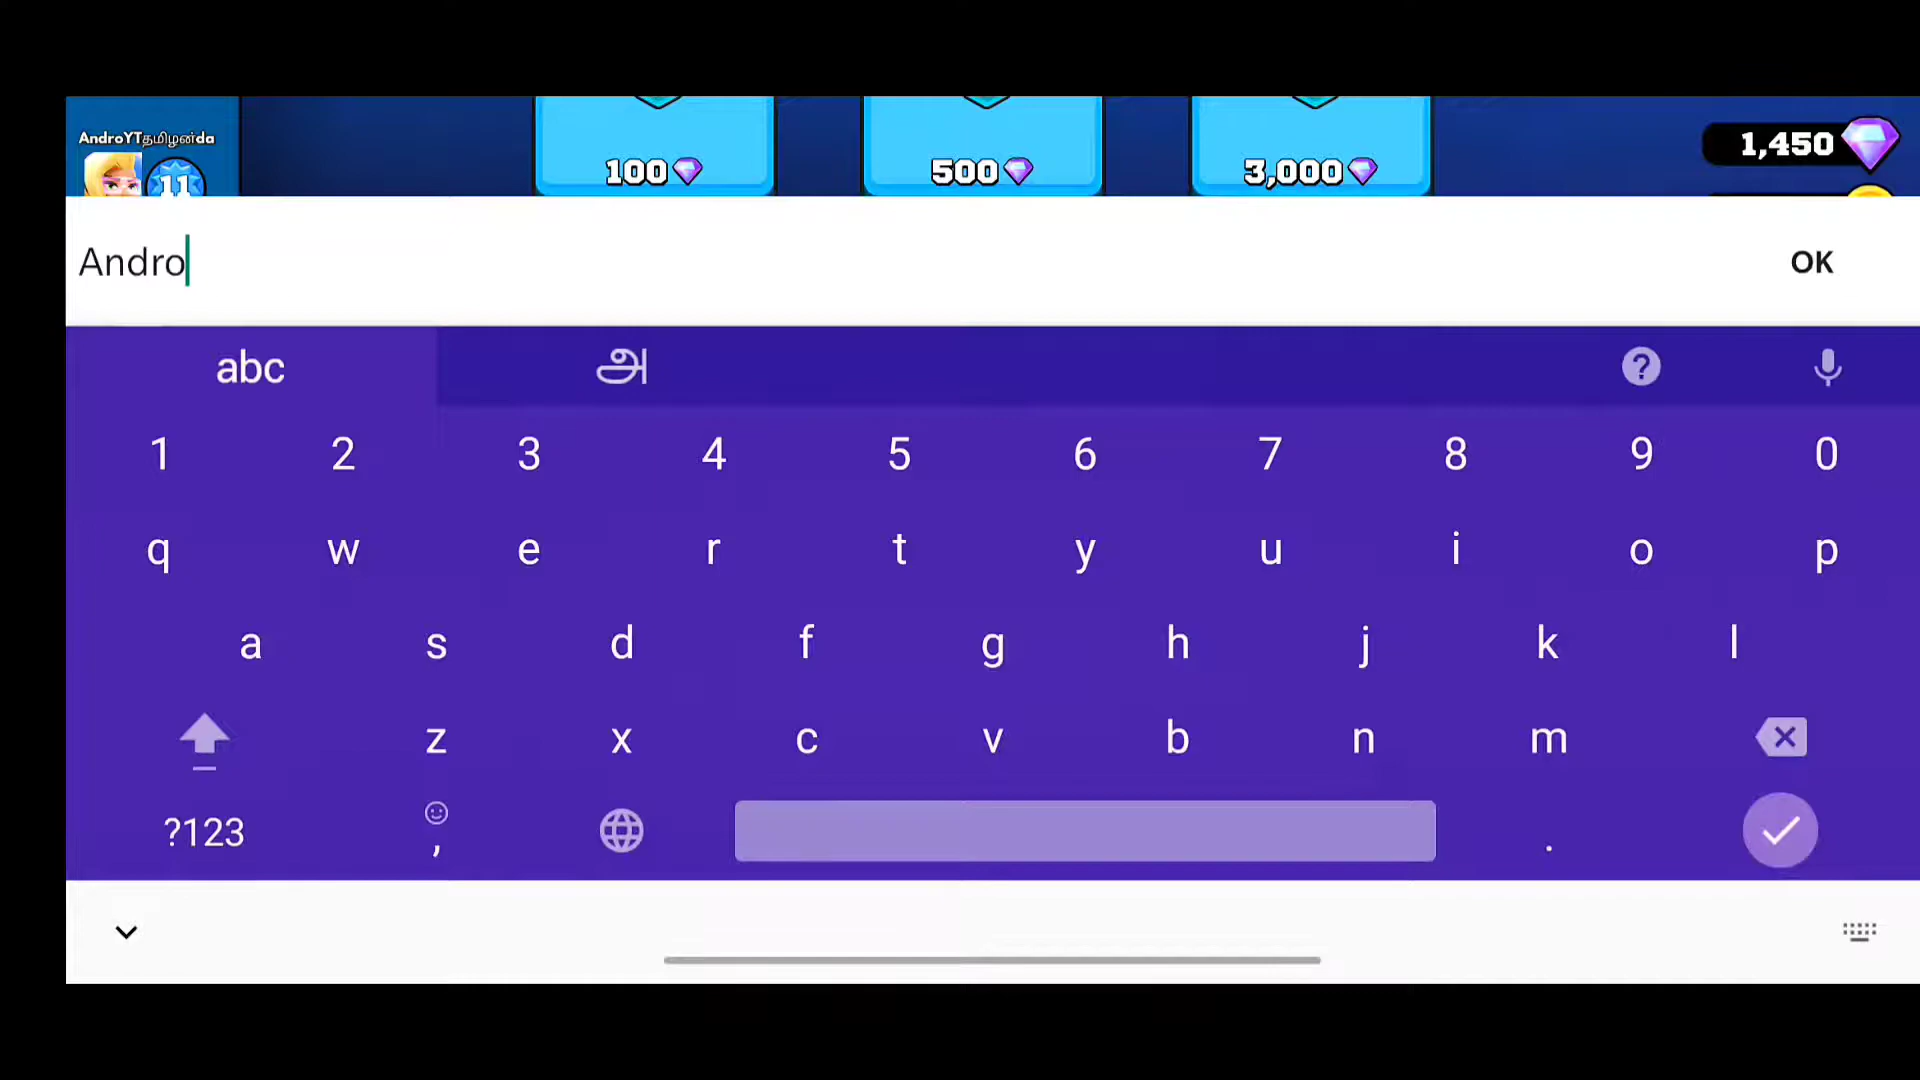 AndroYTதமிழன்da
11
100
500
3,000
1,450
Andro
OK
abc
அ
?
1 2 3 4 5 6 7 8 9 0
q w e r t y u i o p
a s d f g h j k l
z x c v b n m
?123 , .